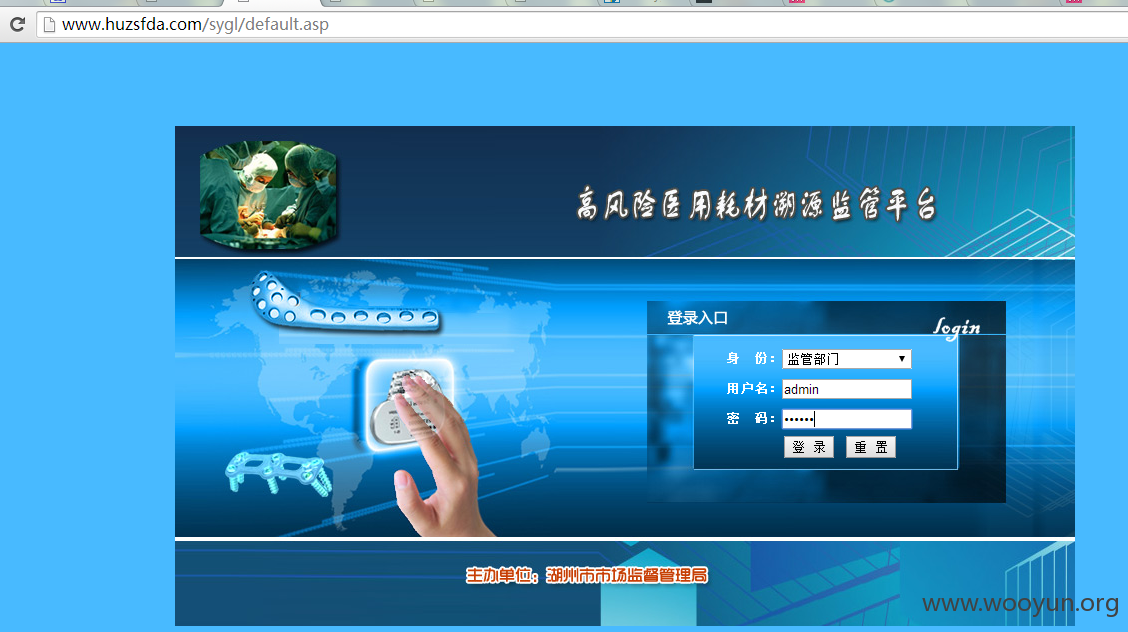 www.huzsfda.com/sygl/default.asp
高风险医用耗材溯源监管平台
登录入口
login
身 份： 监管部门
用户名： admin
密 码： ••••••
登 录 重 置
主办单位：湖州市市场监督管理局
www.wooyun.org